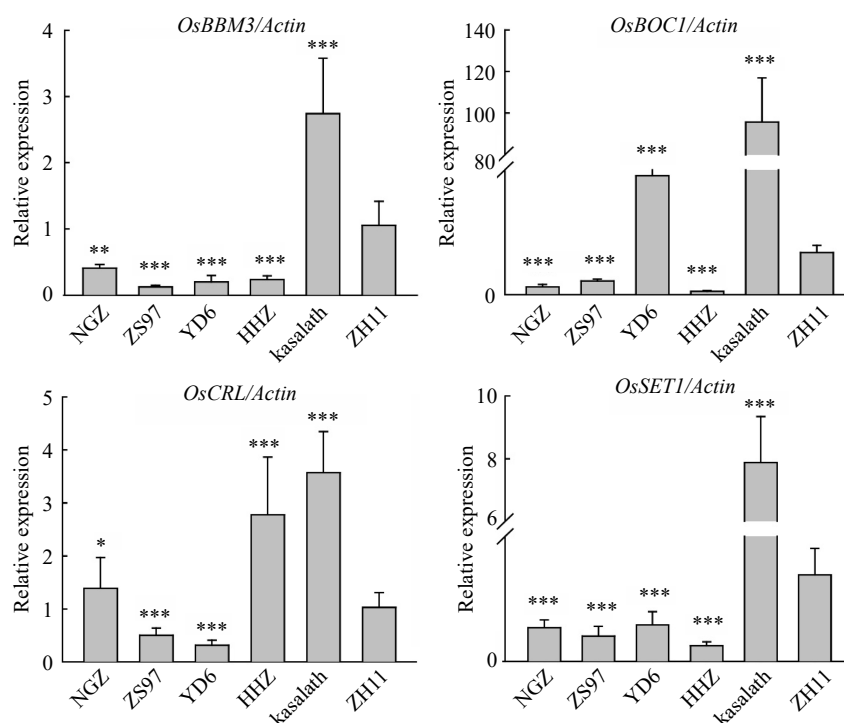 OsBBM3/Actin
Relative expression
4
3
2
1
0
**
***
***
***
***
NGZ
ZS97
YD6
HHZ
kasalath
ZH11
OsBOC1/Actin
Relative expression
140
120
100
80
0
***
***
***
***
***
NGZ
ZS97
YD6
HHZ
kasalath
ZH11
OsCRL/Actin
Relative expression
5
4
3
2
1
0
*
***
***
***
***
NGZ
ZS97
YD6
HHZ
kasalath
ZH11
OsSET1/Actin
Relative expression
10
8
6
0
***
***
***
***
***
NGZ
ZS97
YD6
HHZ
kasalath
ZH11